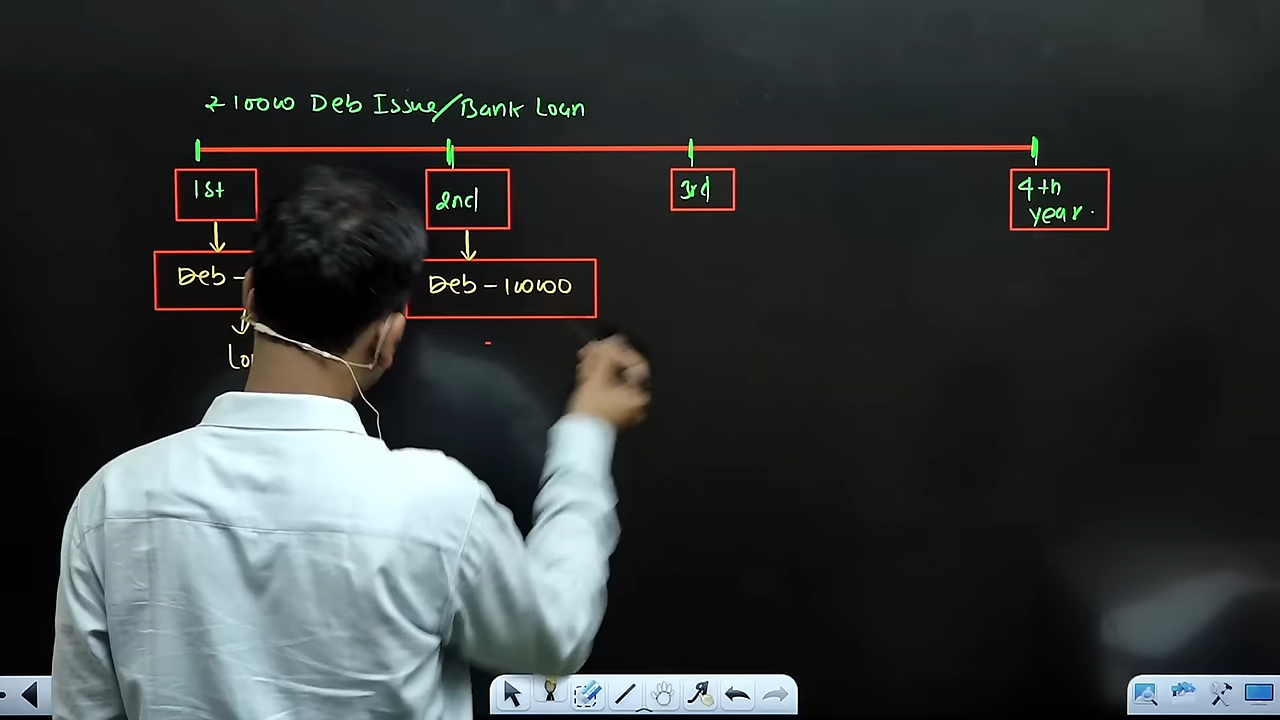 ₹ 10000 Deb Issue/Bank Loan
1st
2nd
3rd
4th
year.
Deb -
Deb - 10000